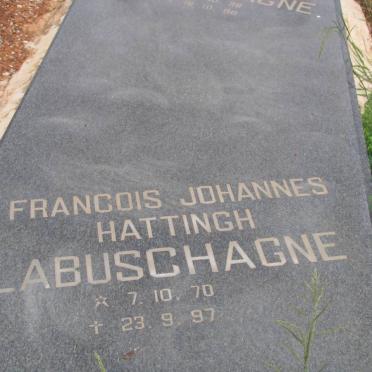 FRANCOIS JOHANNES
HATTINGH
LABUSCHAGNE
☆ 7. 10. 70
✝ 23. 9. 97